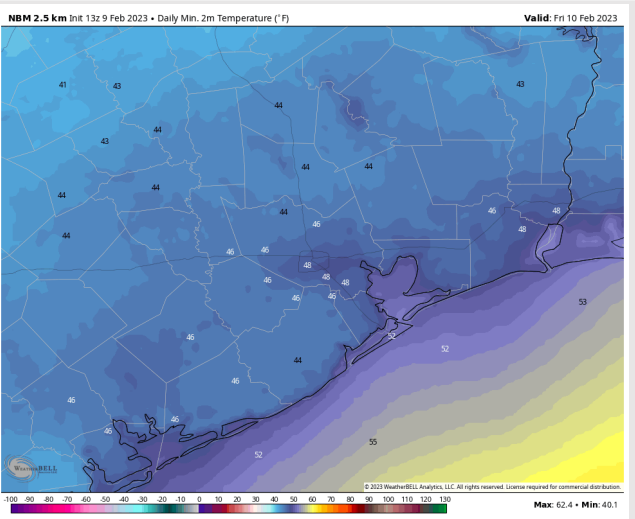 NBM 2.5 km Init 13z 9 Feb 2023 • Daily Min. 2m Temperature (°F) Valid: Fri 10 Feb 2023
41 43 43
44
44
43
44 44
44 44
44 46 46 48
44 48
46 46
48
46 48 48
46 46
53
46 52
52
44
46
46
46
46 55
52
WeatherBELL
© 2023 WeatherBELL Analytics, LLC. All rights reserved. License required for commercial distribution.
-100 -90 -80 -70 -60 -50 -40 -30 -20 -10 0 10 20 30 40 50 60 70 80 90 100 110 120 130
Max: 62.4 • Min: 40.1